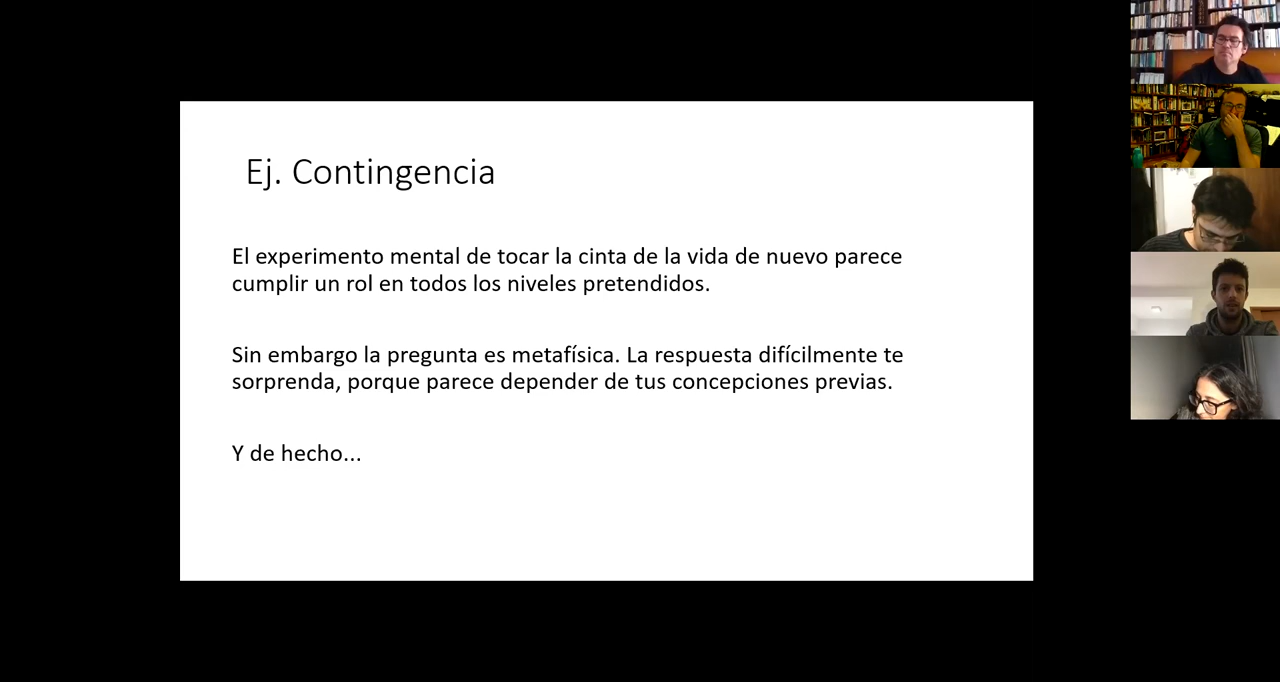 Ej. Contingencia
El experimento mental de tocar la cinta de la vida de nuevo parece
cumplir un rol en todos los niveles pretendidos.
Sin embargo la pregunta es metafísica. La respuesta difícilmente te
sorprenda, porque parece depender de tus concepciones previas.
Y de hecho...